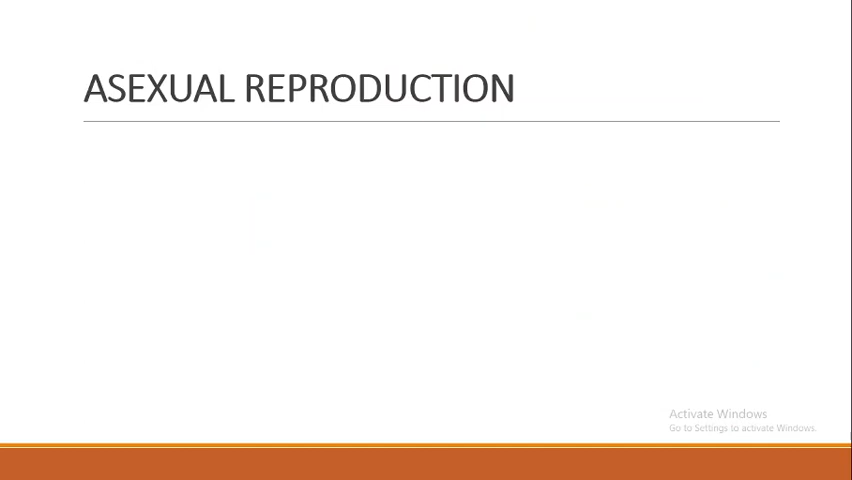 ASEXUAL REPRODUCTION
Activate Windows
Go to Settings to activate Windows.